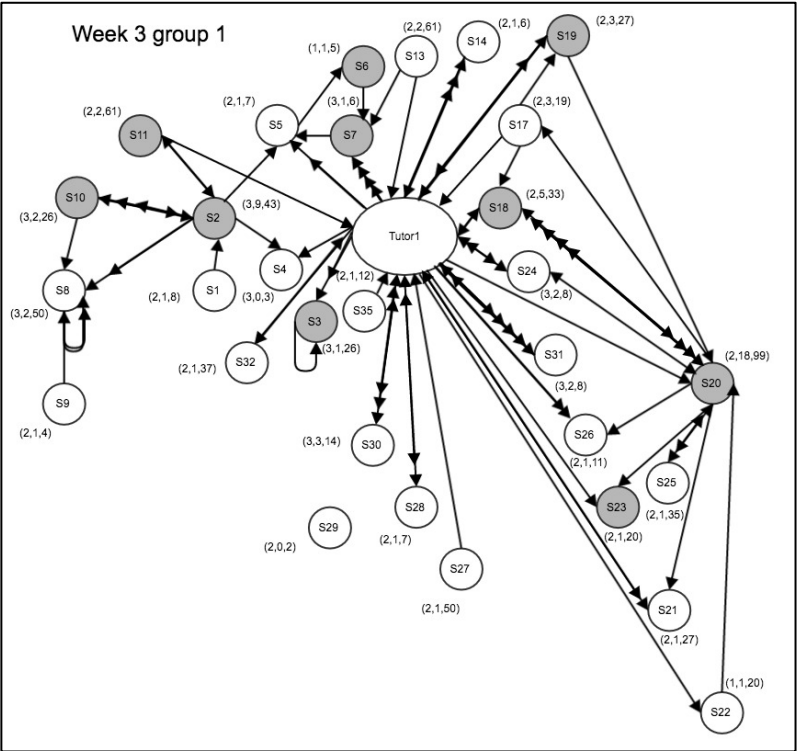 Week 3 group 1
(1,1,5)
(2,2,61)
S13
S14
(2,1,6)
S19
(2,3,27)
S6
(2,1,7)
(3,1,6)
(2,3,19)
(2,2,61)
S11
S5
S7
S17
S10
(3,2,26)
S2
(3,9,43)
S18
(2,5,33)
Tutor1
S8
(3,2,50)
S1
(2,1,8)
S4
(3,0,3)
(2,1,12)
S35
S24
(3,2,8)
S3
(3,1,26)
S32
(2,1,37)
S31
(3,2,8)
S20
(2,18,99)
S9
(2,1,4)
S30
(3,3,14)
S26
(2,1,11)
S25
(2,1,35)
S23
(2,1,20)
S28
(2,1,7)
S29
(2,0,2)
S27
(2,1,50)
S21
(2,1,27)
(1,1,20)
S22